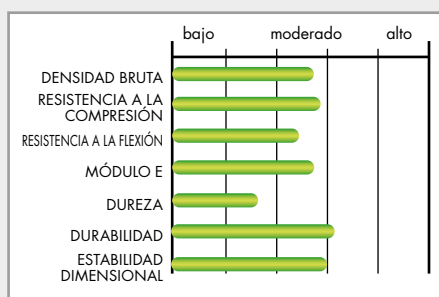 bajo moderado alto
DENSIDAD BRUTA
RESISTENCIA A LA
COMPRESIÓN
RESISTENCIA A LA FLEXIÓN
MÓDULO E
DUREZA
DURABILIDAD
ESTABILIDAD
DIMENSIONAL